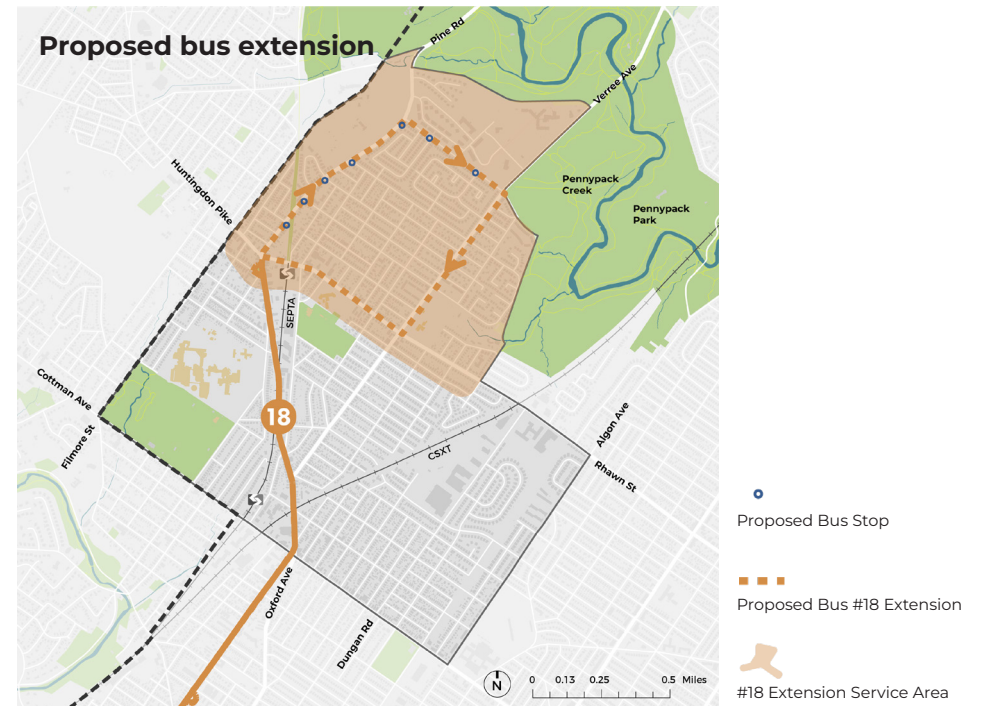 Proposed bus extension
Pine Rd
Verree Ave
Huntingdon Pike
Pennypack
Creek
Pennypack
Park
SEPTA
Cottman Ave
Filmore St
18
CSXT
Algon Ave
Rhawn St
Oxford Ave
Dungan Rd
N
0 0.13 0.25 0.5 Miles
Proposed Bus Stop
Proposed Bus #18 Extension
#18 Extension Service Area